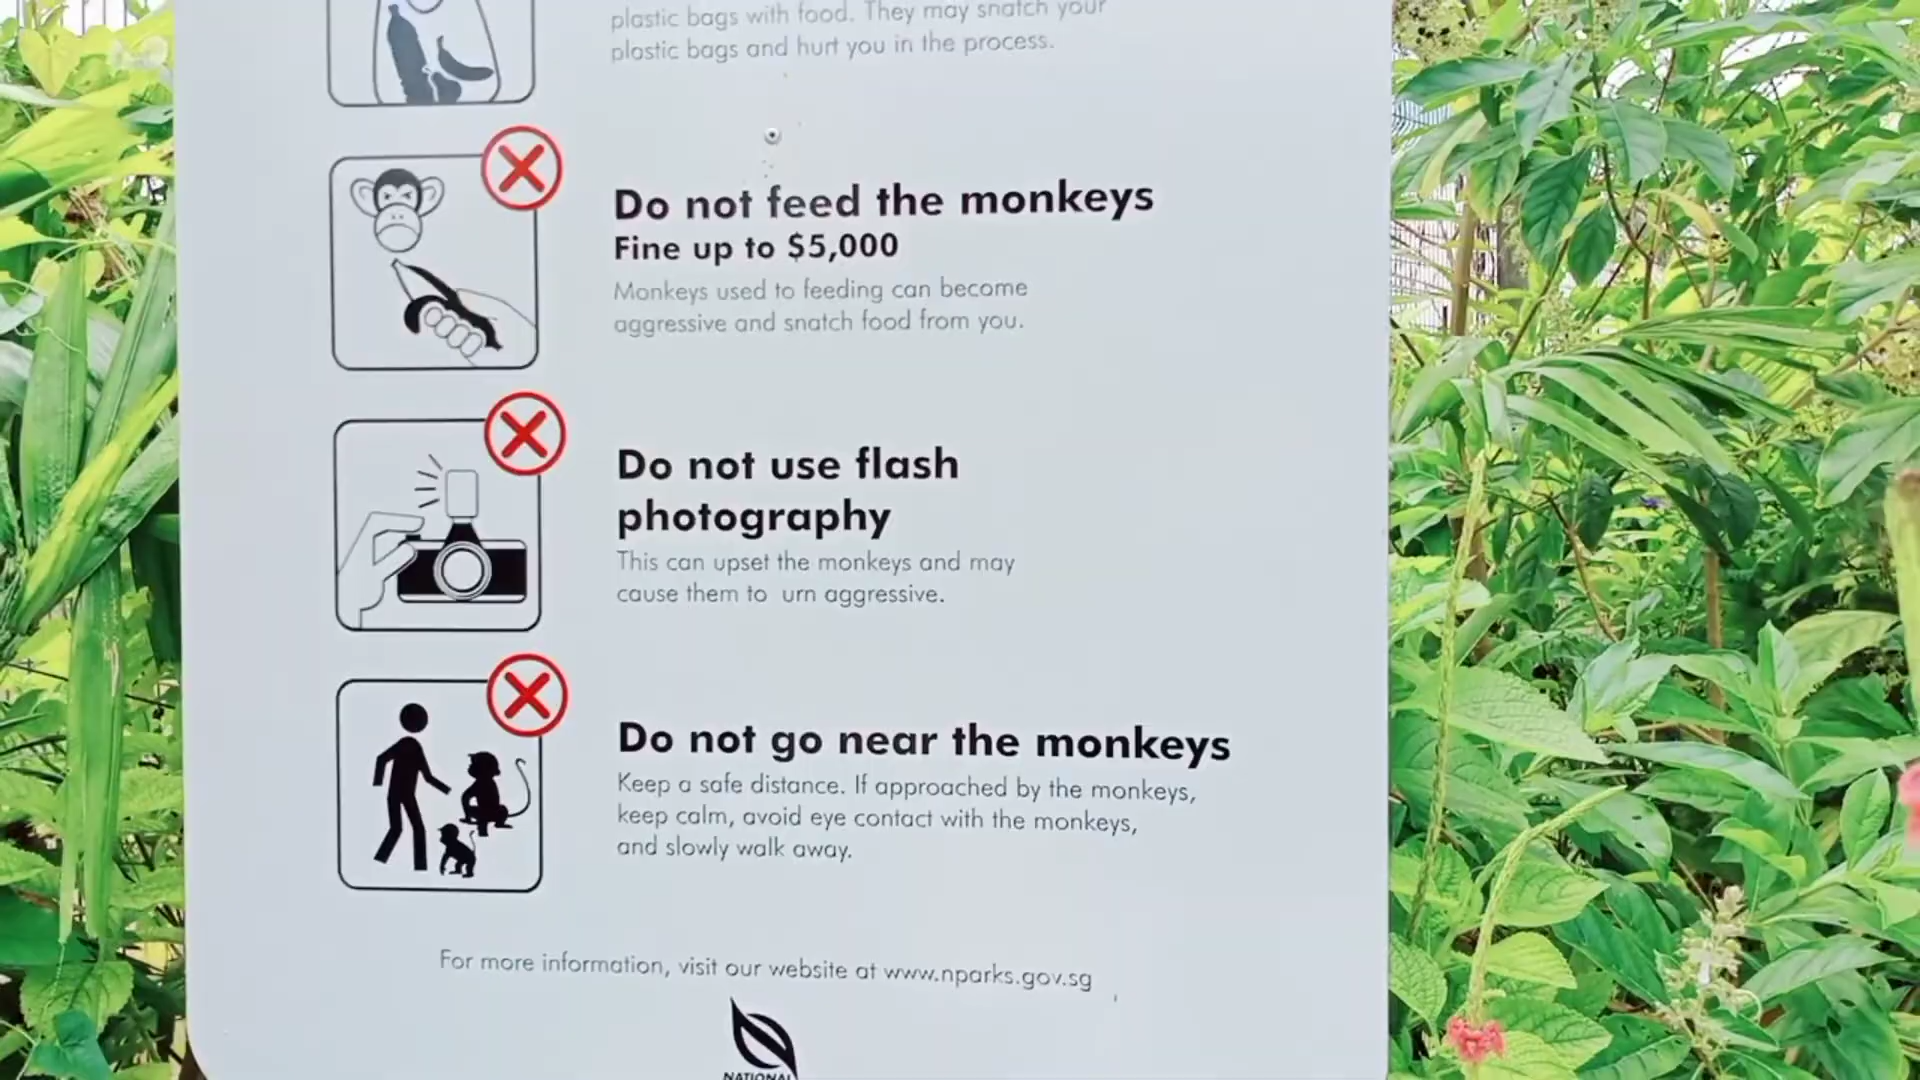 plastic bags with food. They may snatch your
plastic bags and hurt you in the process.
Do not feed the monkeys
Fine up to $5,000
Monkeys used to feeding can become
aggressive and snatch food from you.
Do not use flash
photography
This can upset the monkeys and may
cause them to urn aggressive.
Do not go near the monkeys
Keep a safe distance. If approached by the monkeys,
keep calm, avoid eye contact with the monkeys,
and slowly walk away.
For more information, visit our website at www.nparks.gov.sg
NATIONAL